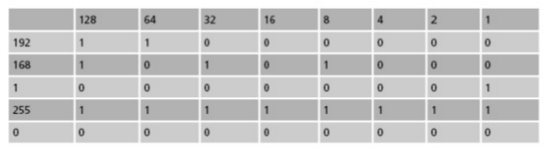 128 64 32 16 8 4 2 1
192 1 1 0 0 0 0 0 0
168 1 0 1 0 1 0 0 0
1 0 0 0 0 0 0 0 1
255 1 1 1 1 1 1 1 1
0 0 0 0 0 0 0 0 0